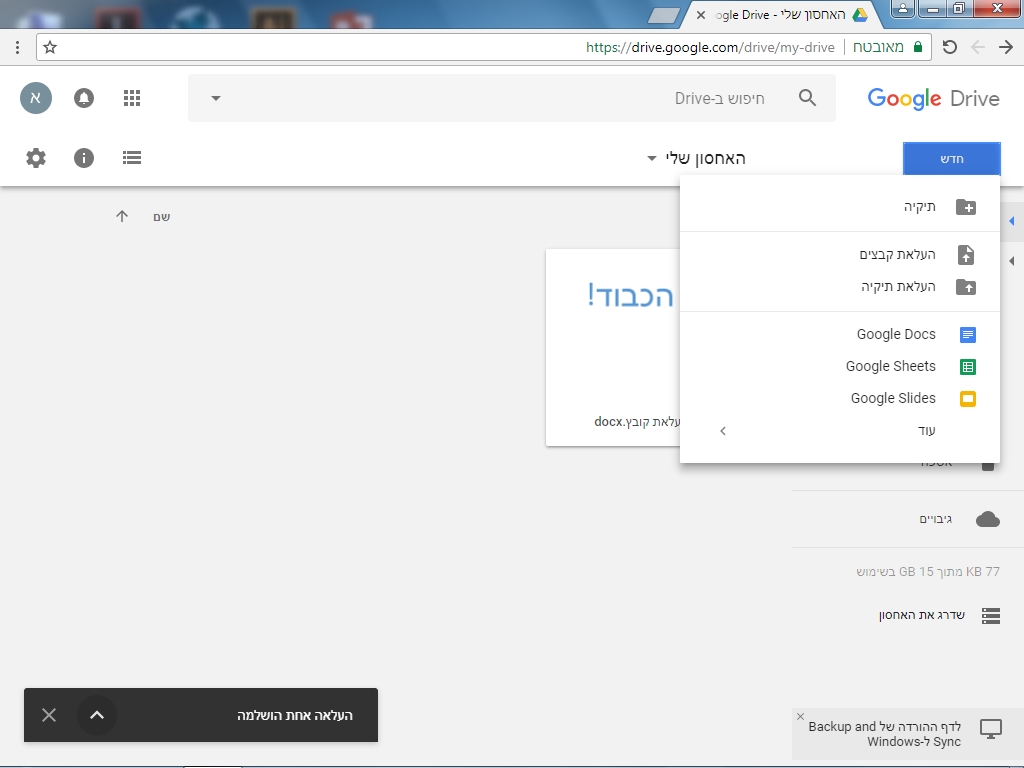 האחסון שלי - ogle Drive
מאובטח https://drive.google.com/drive/my-drive
Google Drive
חיפוש ב-Drive
א
חדש
האחסון שלי
תיקיה
שם
העלאת קבצים
העלאת תיקיה
הכבוד!
Google Docs
Google Sheets
Google Slides
עלאת קובץ.docx
עוד
גיבויים
77 KB מתוך 15 GB בשימוש
שדרג את האחסון
העלאה אחת הושלמה
לדף ההורדה של Backup and
Sync ל-Windows